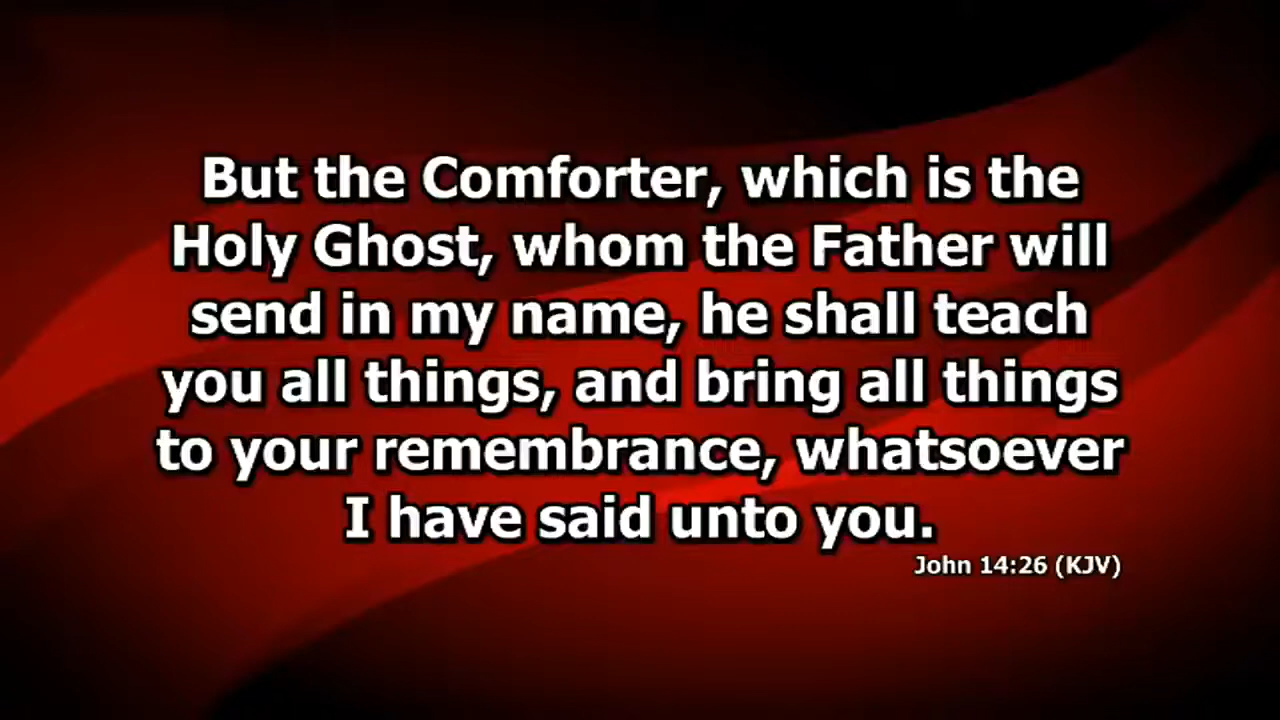 But the Comforter, which is the
Holy Ghost, whom the Father will
send in my name, he shall teach
you all things, and bring all things
to your remembrance, whatsoever
I have said unto you.
John 14:26 (KJV)